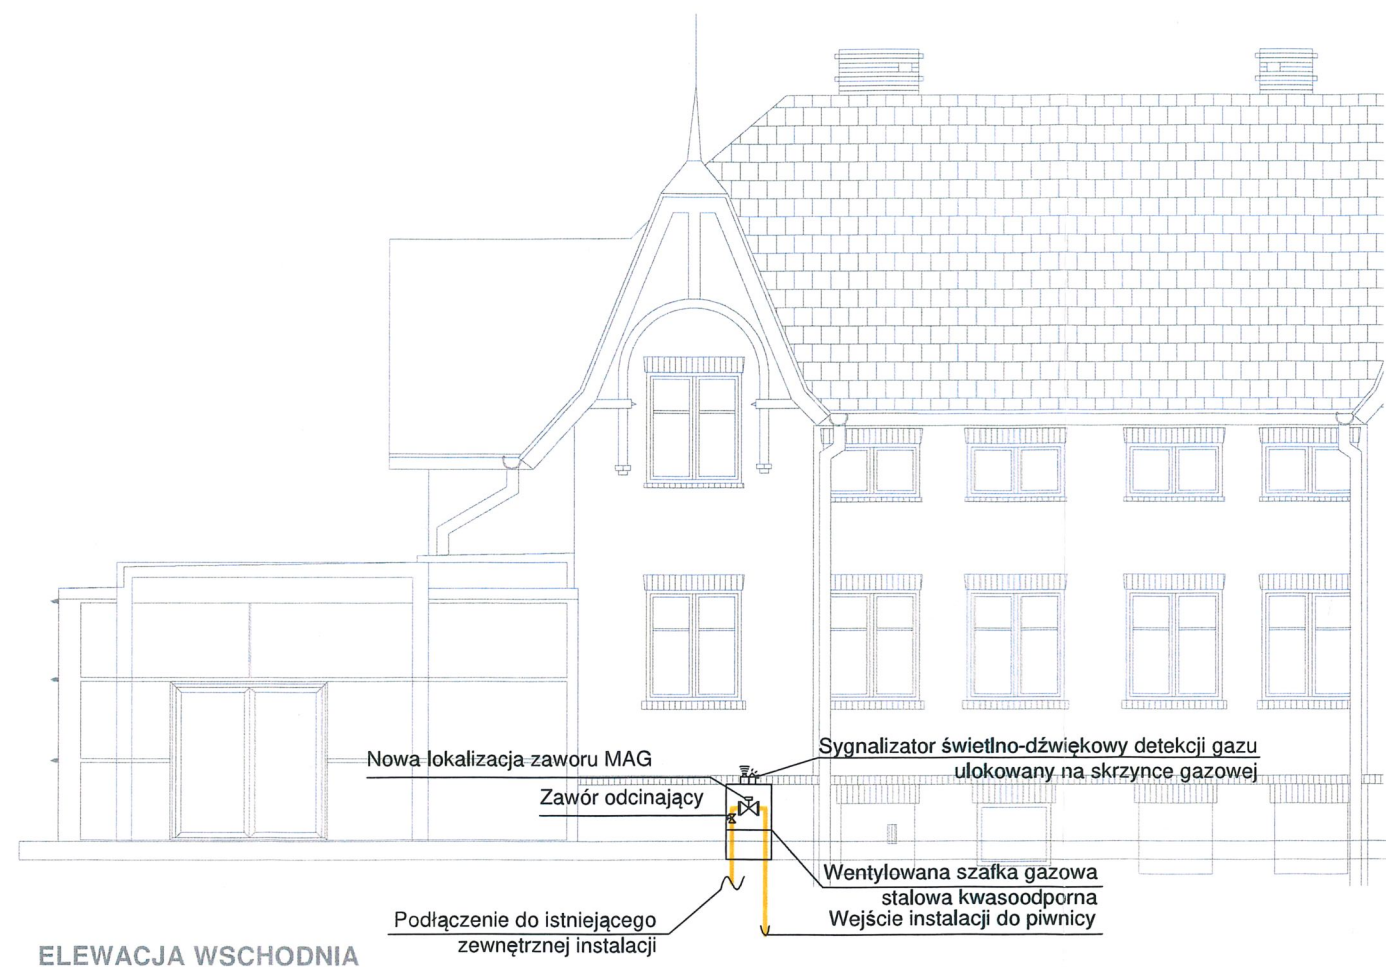 Nowa lokalizacja zaworu MAG
Zawór odcinający
Sygnalizator świetlno-dźwiękowy detekcji gazu
ulokowany na skrzynce gazowej
Wentylowana szafka gazowa
stalowa kwasoodporna
Wejście instalacji do piwnicy
Podłączenie do istniejącego
zewnętrznej instalacji
ELEWACJA WSCHODNIA